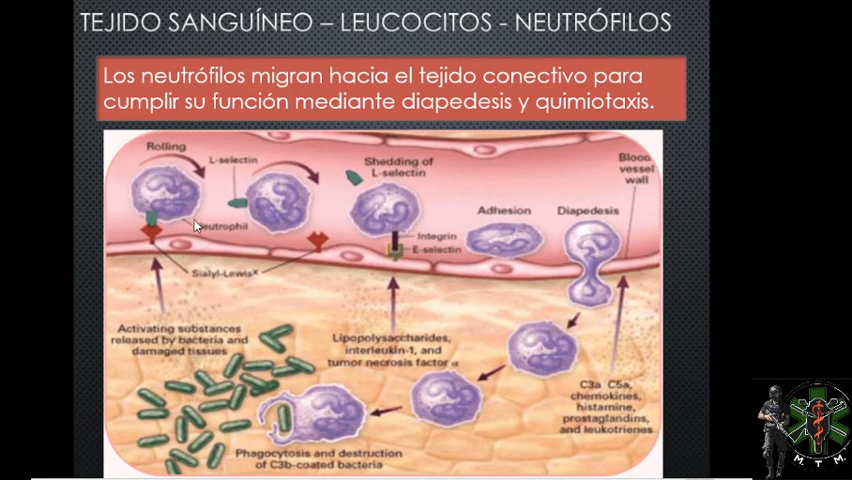 TEJIDO SANGUÍNEO – LEUCOCITOS - NEUTRÓFILOS
Los neutrófilos migran hacia el tejido conectivo para
cumplir su función mediante diapedesis y quimiotaxis.
Rolling
L-selectin
Shedding of
L-selectin
Blood
vessel
wall
Adhesion
Diapedesis
eutrophil
Integrin
E-selectin
Sialyl-Lewisˣ
Activating substances
released by bacteria and
damaged tissues
Lipopolysaccharides,
interleukin-1, and
tumor necrosis factor α
C3a C5a,
chemokines,
histamine,
prostaglandins,
and leukotrienes
Phagocytosis and destruction
of C3b-coated bacteria
M. T. M.